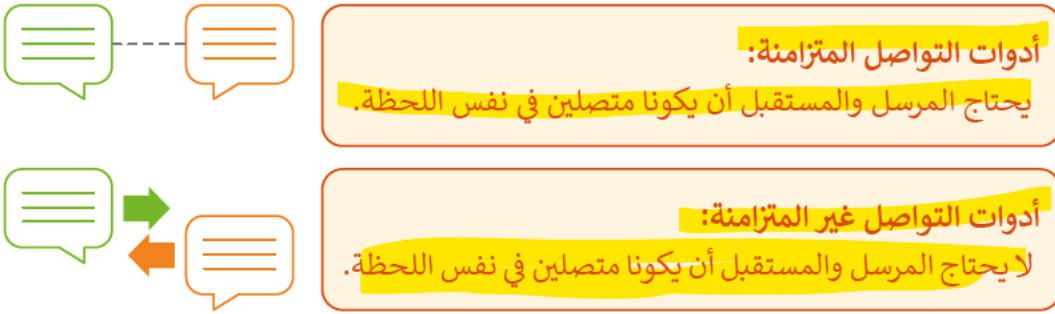 أدوات التواصل المتزامنة:
يحتاج المرسل والمستقبل أن يكونا متصلين في نفس اللحظة.
أدوات التواصل غير المتزامنة:
لا يحتاج المرسل والمستقبل أن يكونا متصلين في نفس اللحظة.